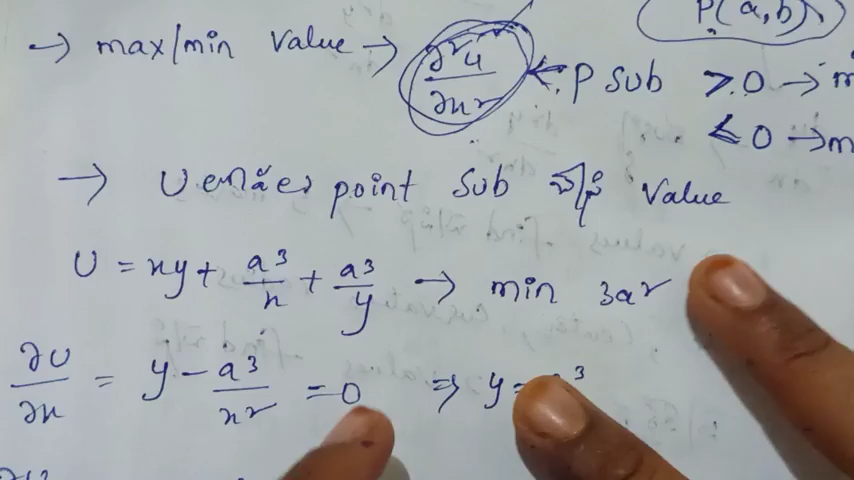 P(a,b)
→ max/min value → ∂²u/∂x² ← P sub > 0 → m
≤ 0 → m
point sub value
U = xy + a³/x + a³/y → min 3a²
∂U/∂x = y - a³/x² = 0 ⇒ y =